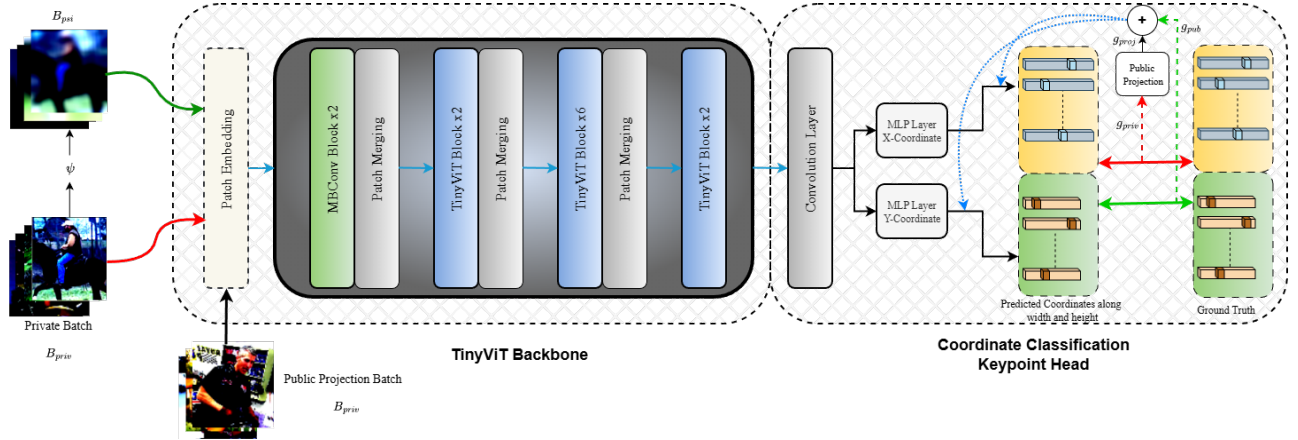 B_psi
ψ
Private Batch
B_priv
Patch Embedding
MBConv Block x2
Patch Merging
TinyViT Block x2
Patch Merging
TinyViT Block x6
Patch Merging
TinyViT Block x2
TinyViT Backbone
Public Projection Batch
B_priv
Convolution Layer
MLP Layer
X-Coordinate
MLP Layer
Y-Coordinate
+
g_proj
g_pub
Public
Projection
g_priv
Predicted Coordinates along
width and height
Ground Truth
Coordinate Classification
Keypoint Head